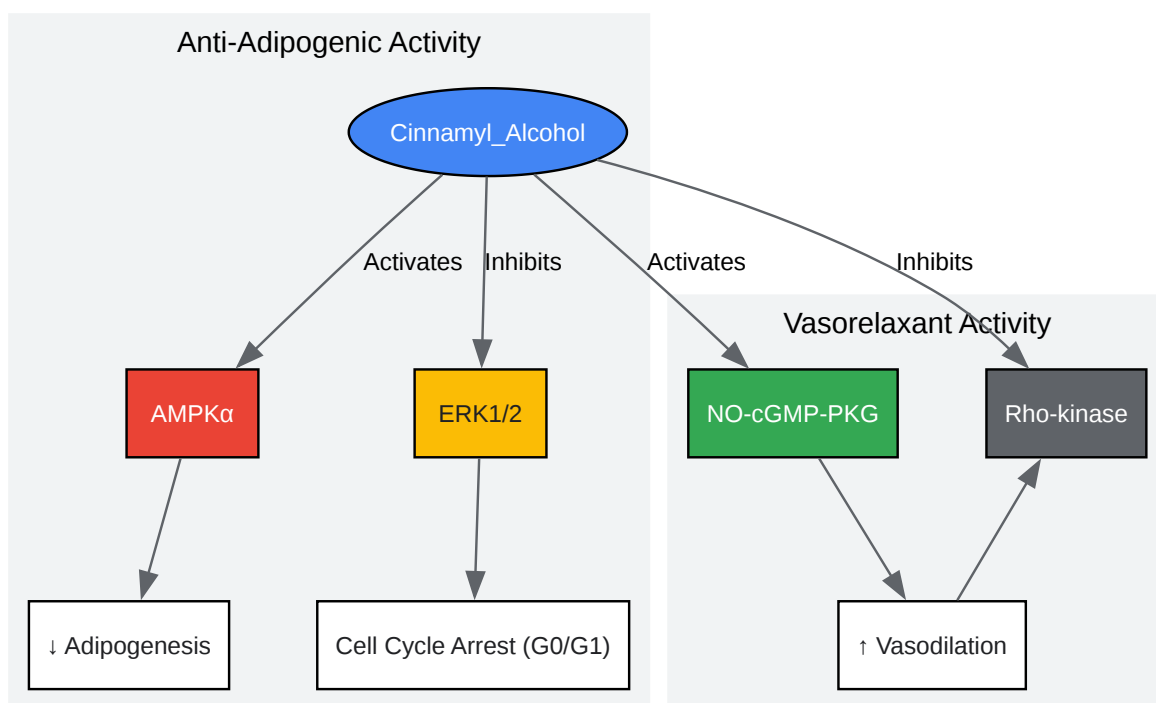 Anti-Adipogenic Activity
Cinnamyl_Alcohol
Activates
Inhibits
Activates
Inhibits
Vasorelaxant Activity
AMPKα
ERK1/2
NO-cGMP-PKG
Rho-kinase
↓ Adipogenesis
Cell Cycle Arrest (G0/G1)
↑ Vasodilation